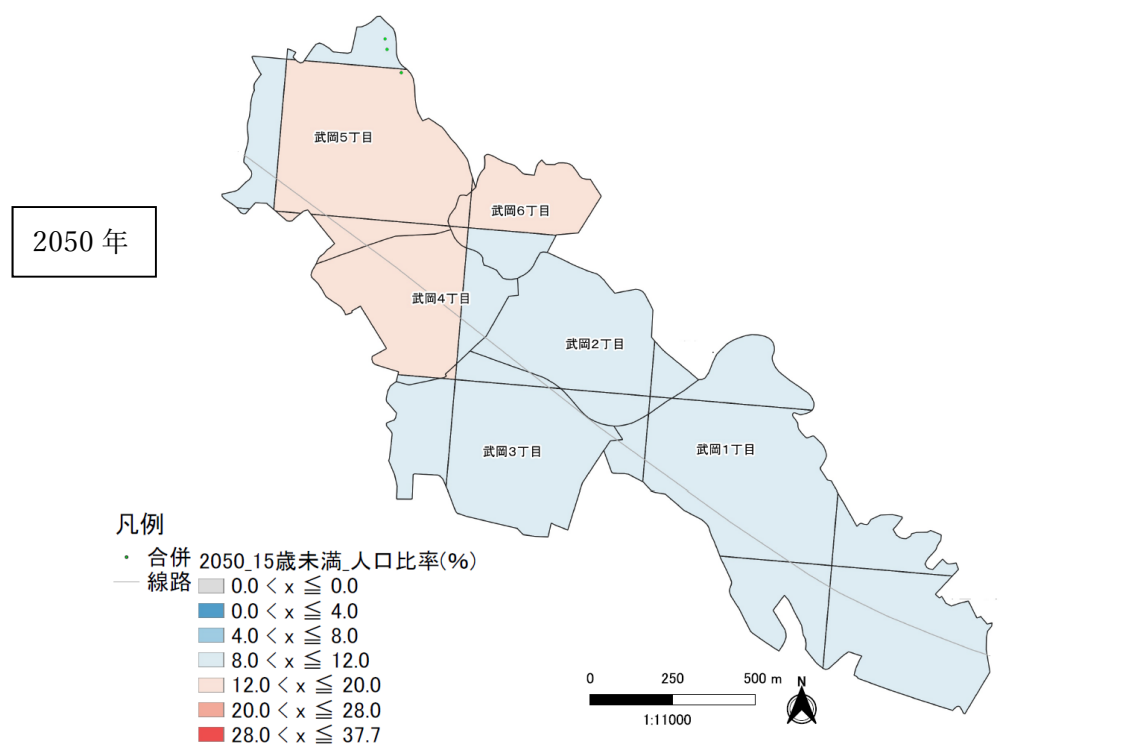 武岡5丁目
武岡6丁目
2050 年
武岡4丁目
武岡2丁目
武岡3丁目
武岡1丁目
凡例
合併
線路
2050_15歳未満_人口比率(%)
0.0 < x ≦ 0.0
0.0 < x ≦ 4.0
4.0 < x ≦ 8.0
8.0 < x ≦ 12.0
12.0 < x ≦ 20.0
20.0 < x ≦ 28.0
28.0 < x ≦ 37.7
0 250 500 m
1:11000
N